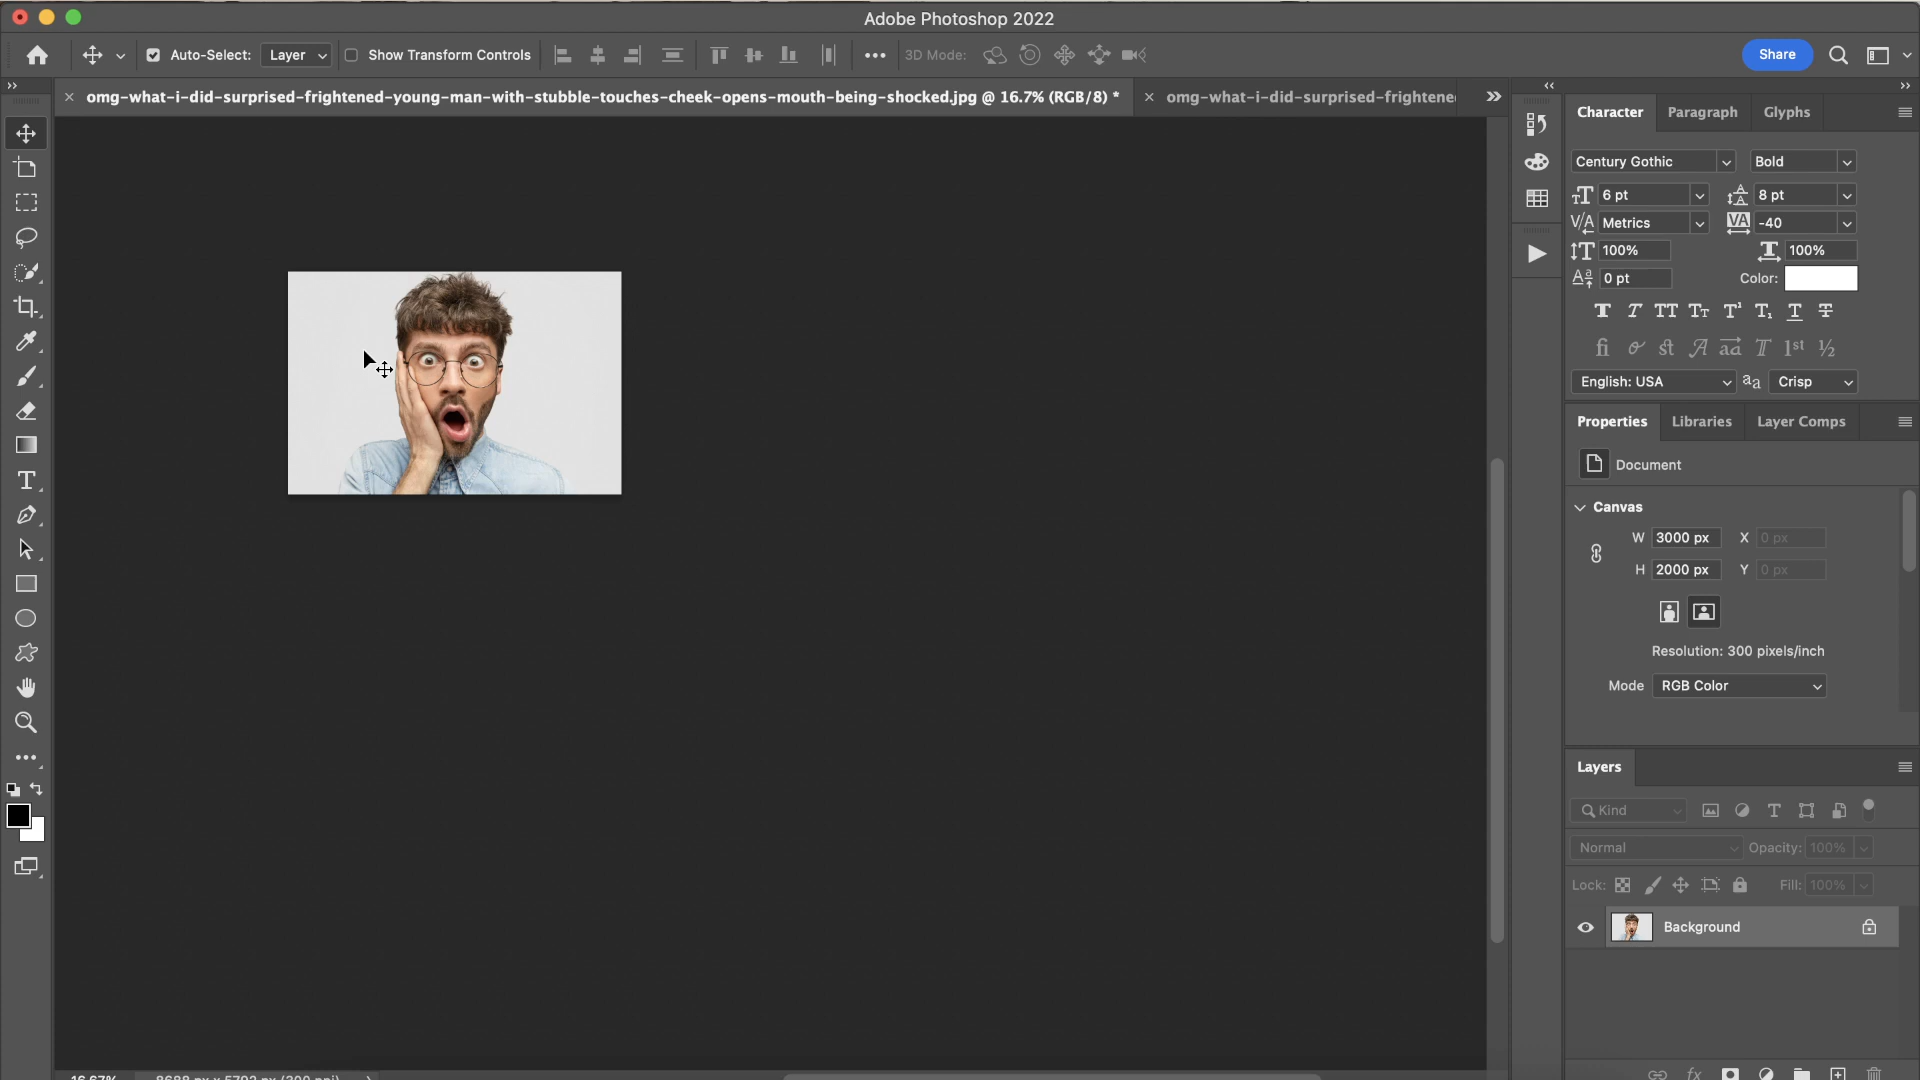 Adobe Photoshop 2022
Auto-Select: Layer Show Transform Controls 3D Mode: Share
omg-what-i-did-surprised-frightened-young-man-with-stubble-touches-cheek-opens-mouth-being-shocked.jpg @ 16.7% (RGB/8) *
omg-what-i-did-surprised-frightene
Character Paragraph Glyphs
Century Gothic Bold
6 pt 8 pt
Metrics -40
100% 100%
0 pt Color:
English: USA Crisp
Properties Libraries Layer Comps
Document
Canvas
W 3000 px X 0 px
H 2000 px Y 0 px
Resolution: 300 pixels/inch
Mode RGB Color
Layers
Kind
Normal Opacity: 100%
Lock: Fill: 100%
Background
16.67% 8688 px x 5792 px (300 ppi)